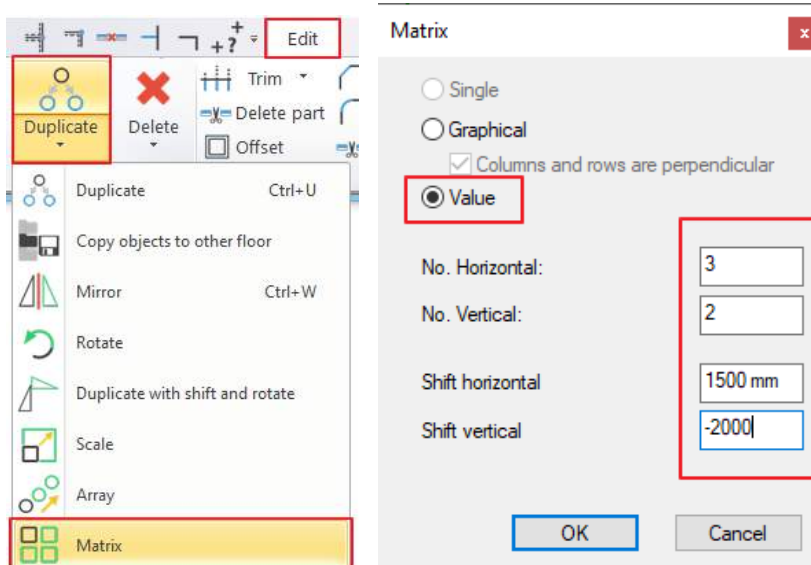 Edit
Duplicate
Delete
Trim
Delete part
Offset
Duplicate Ctrl+U
Copy objects to other floor
Mirror Ctrl+W
Rotate
Duplicate with shift and rotate
Scale
Array
Matrix
Matrix x
Single
Graphical
Columns and rows are perpendicular
Value
No. Horizontal: 3
No. Vertical: 2
Shift horizontal 1500 mm
Shift vertical -2000
OK Cancel